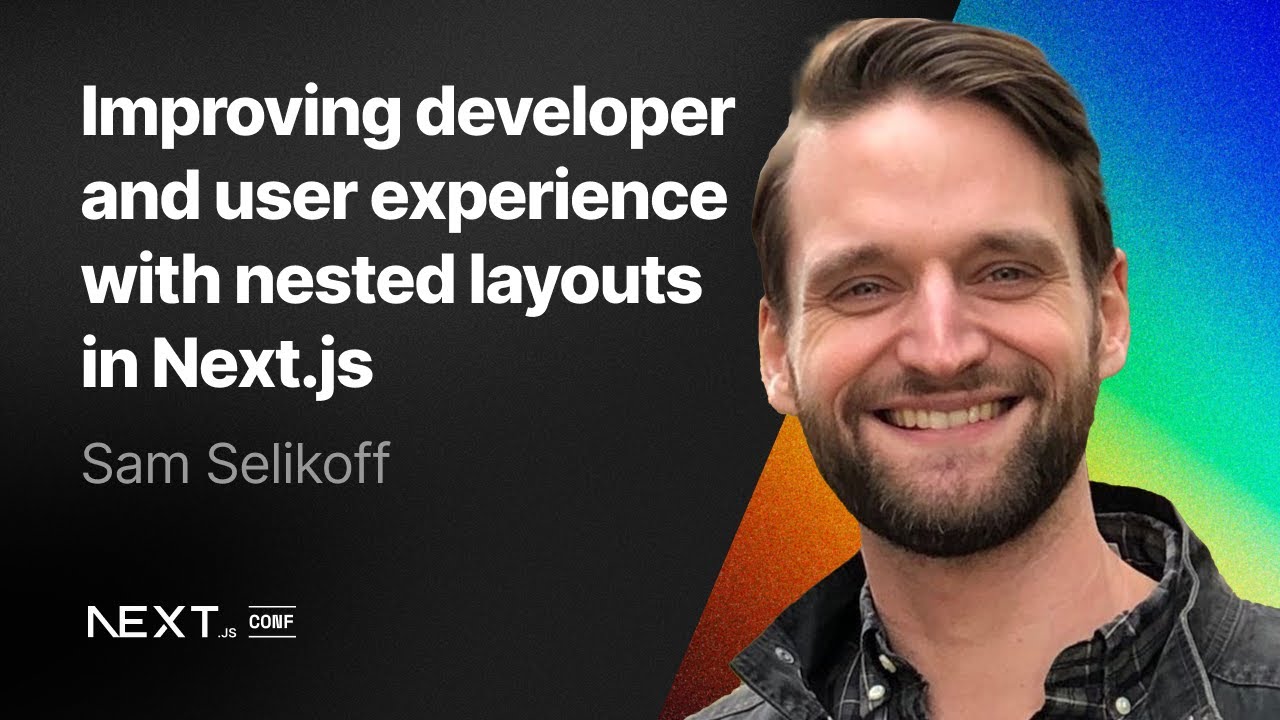 Improving developer
and user experience
with nested layouts
in Next.js
Sam Selikoff
NEXT.JS CONF